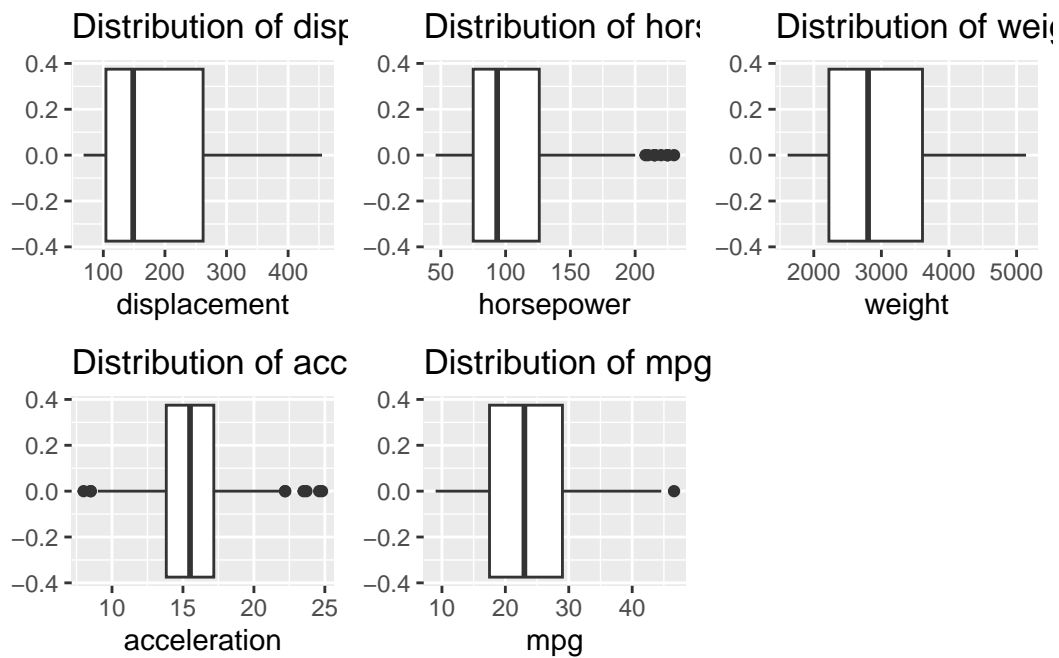 Distribution of disp
0.4
0.2
0.0
−0.2
−0.4
100 200 300 400
displacement
Distribution of hors
0.4
0.2
0.0
−0.2
−0.4
50 100 150 200
horsepower
Distribution of weig
0.4
0.2
0.0
−0.2
−0.4
2000 3000 4000 5000
weight
Distribution of acc
0.4
0.2
0.0
−0.2
−0.4
10 15 20 25
acceleration
Distribution of mpg
0.4
0.2
0.0
−0.2
−0.4
10 20 30 40
mpg